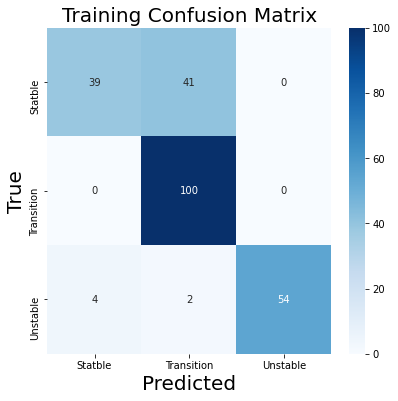 Training Confusion Matrix
100
39 41 0
Statble
80
60
0 100 0
Transition
True
40
20
4 2 54
Unstable
0
Statble Transition Unstable
Predicted